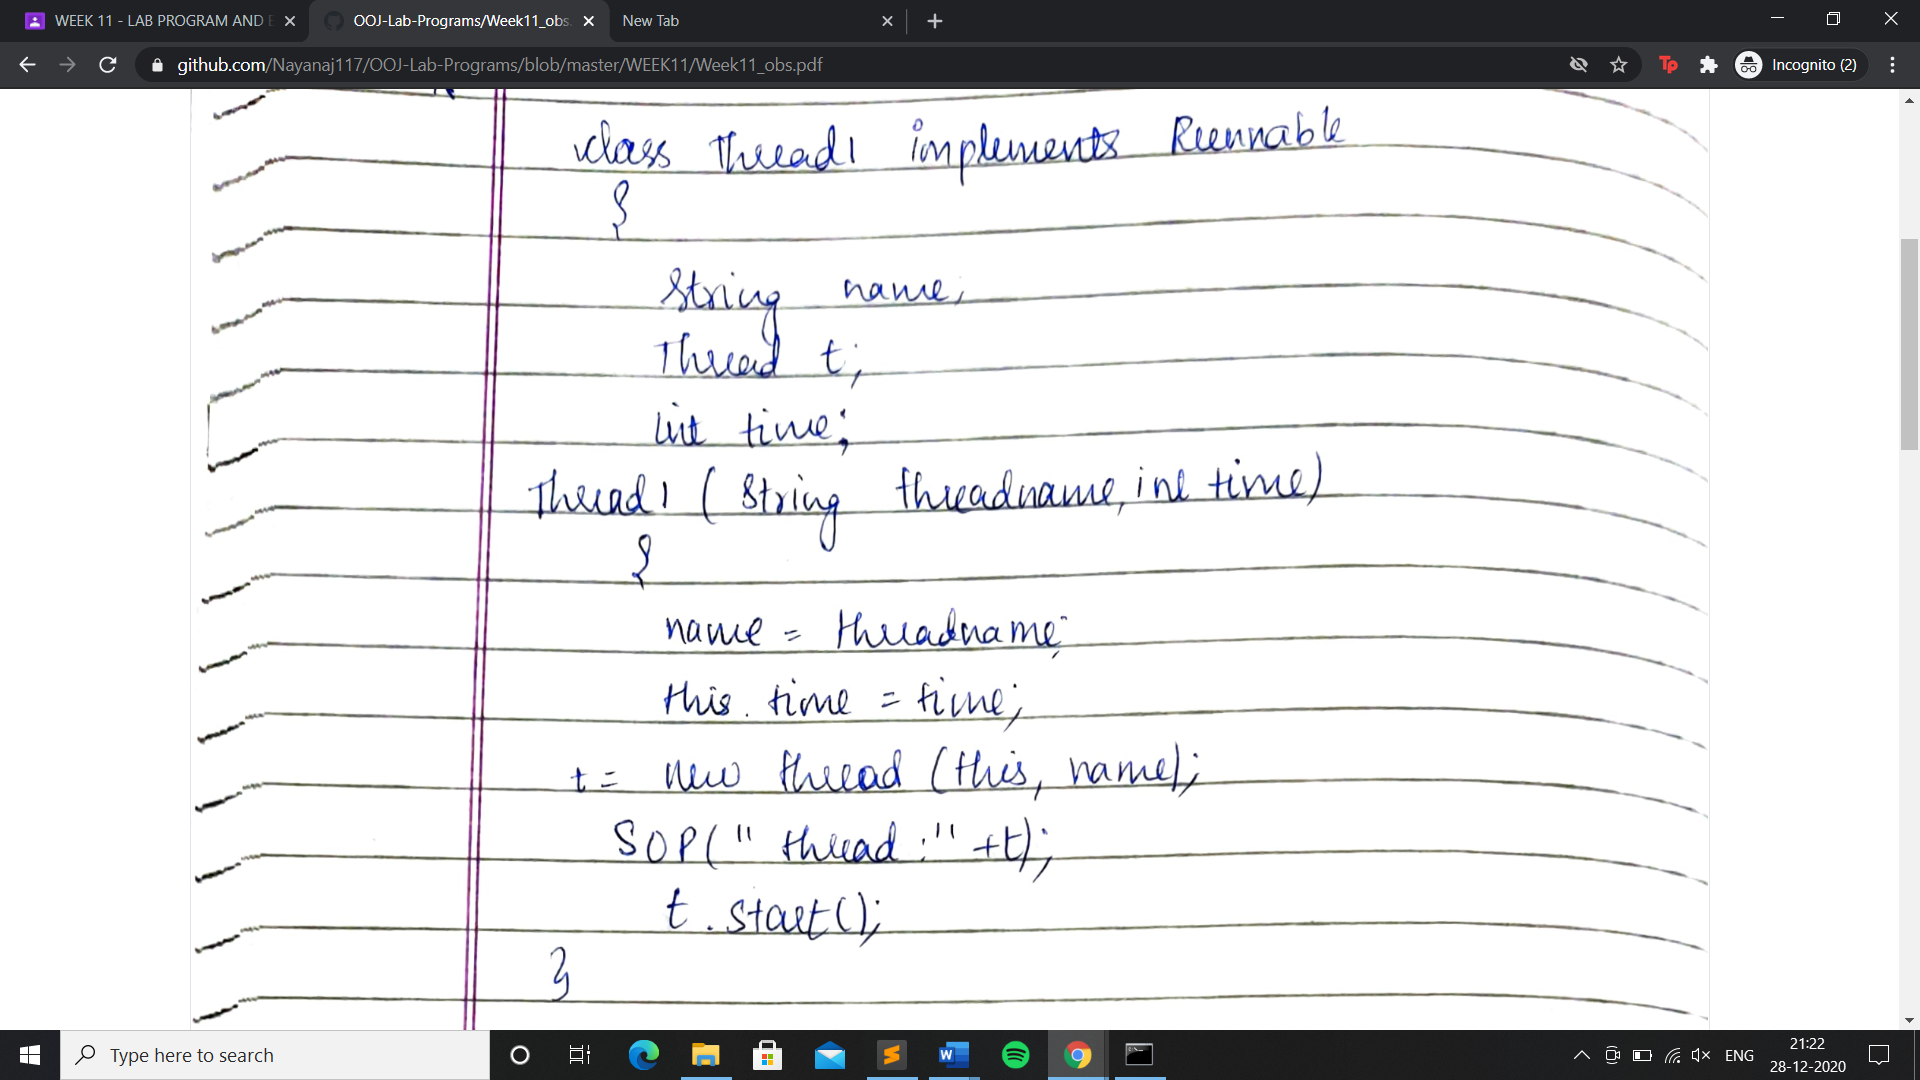 WEEK 11 - LAB PROGRAM AND E
OOJ-Lab-Programs/Week11_obs.
New Tab
github.com/Nayanaj117/OOJ-Lab-Programs/blob/master/WEEK11/Week11_obs.pdf
Tp
Incognito (2)
class Thread1 implements Runnable
{
String name;
Thread t;
int time;
Thread1 (String threadname, int time)
{
name = threadname;
this.time = time;
t = new thread (this, name);
SOP(" thread :" +t);
t.start();
}
Type here to search
ENG
21:22
28-12-2020